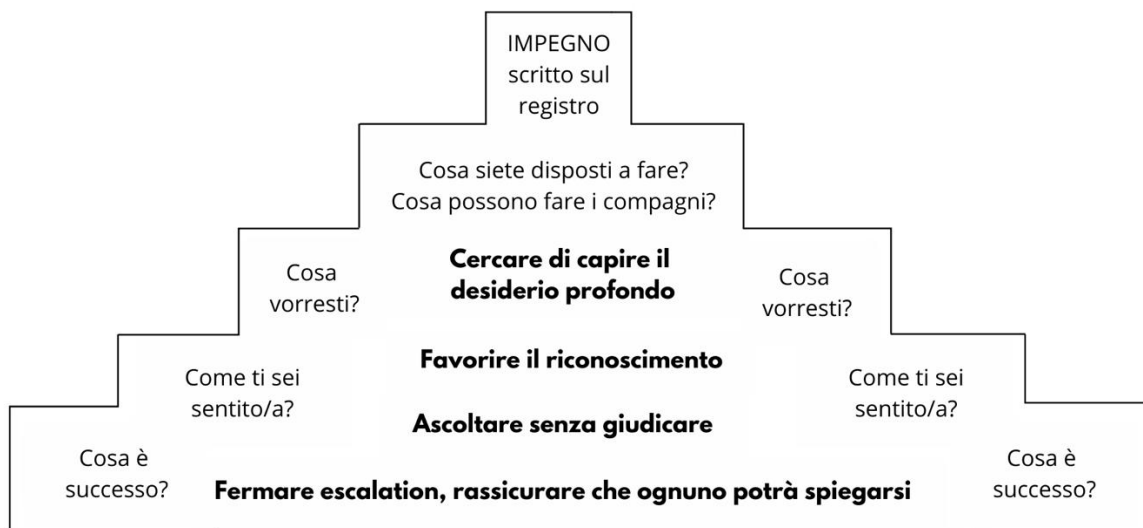 IMPEGNO
scritto sul
registro
Cosa siete disposti a fare?
Cosa possono fare i compagni?
Cosa
vorresti?
Cercare di capire il
desiderio profondo
Cosa
vorresti?
Come ti sei
sentito/a?
Favorire il riconoscimento
Come ti sei
sentito/a?
Ascoltare senza giudicare
Cosa è
successo?
Fermare escalation, rassicurare che ognuno potrà spiegarsi
Cosa è
successo?